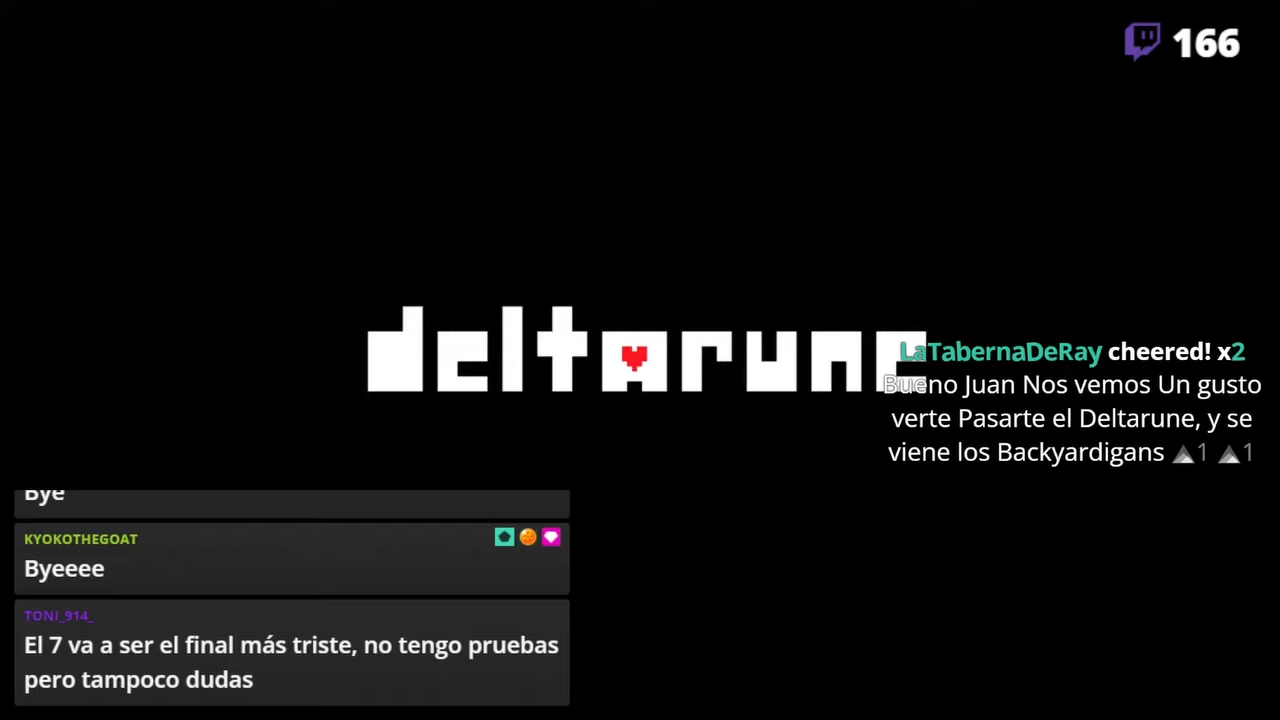 166
deltarune
LaTabernaDeRay cheered! x2
Bueno Juan Nos vemos Un gusto
verte Pasarte el Deltarune, y se
viene los Backyardigans 1 1
Bye
KYOKOTHEGOAT
Byeeee
TONI_914_
El 7 va a ser el final más triste, no tengo pruebas
pero tampoco dudas